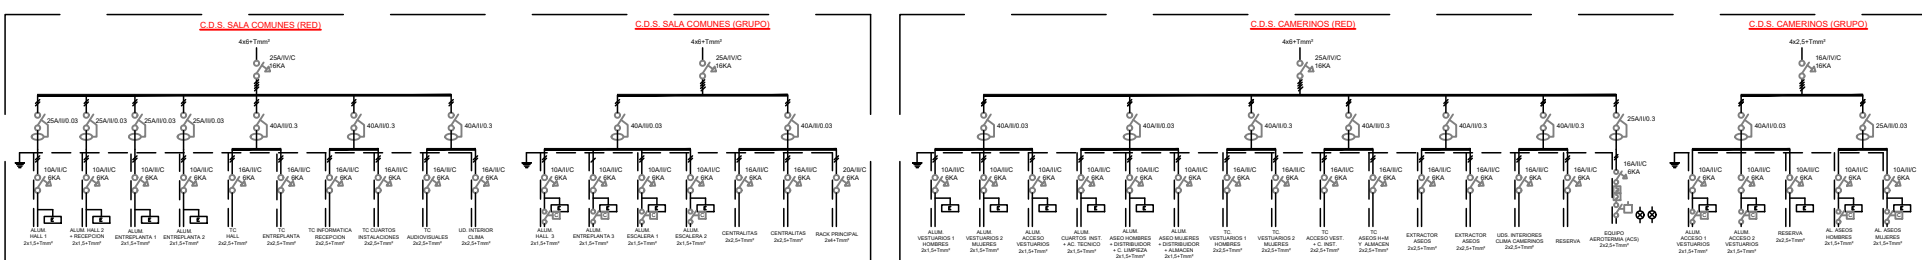 C.D.S. SALA COMUNES (RED)
4x6+Tmm²
25A/IV/C
16KA
25A/II/0.03
25A/II/0.03
25A/II/0.03
25A/II/0.03
40A/II/0.3
40A/II/0.3
40A/II/0.3
10A/II/C
6KA
10A/II/C
6KA
10A/II/C
6KA
10A/II/C
6KA
16A/II/C
6KA
16A/II/C
6KA
16A/II/C
6KA
16A/II/C
6KA
16A/II/C
6KA
16A/II/C
6KA
ALUM.
HALL 1
2x1,5+Tmm²
ALUM. HALL 2
+ RECEPCION
2x1,5+Tmm²
ALUM.
ENTREPLANTA 1
2x1,5+Tmm²
ALUM.
ENTREPLANTA 2
2x1,5+Tmm²
TC
HALL
2x2,5+Tmm²
TC
ENTREPLANTA
2x2,5+Tmm²
TC INFORMATICA
RECEPCION
2x2,5+Tmm²
TC CUARTOS
INSTALACIONES
2x2,5+Tmm²
TC
AUDIOVISUALES
2x2,5+Tmm²
UD. INTERIOR
CLIMA
2x2,5+Tmm²
C.D.S. SALA COMUNES (GRUPO)
4x6+Tmm²
25A/IV/C
16KA
40A/II/0.03
40A/II/0.03
10A/II/C
6KA
10A/II/C
6KA
10A/II/C
6KA
10A/II/C
6KA
16A/II/C
6KA
16A/II/C
6KA
20A/II/C
6KA
C
C
C
C
ALUM.
HALL 3
2x1,5+Tmm²
ALUM.
ENTREPLANTA 3
2x1,5+Tmm²
ALUM.
ESCALERA 1
2x1,5+Tmm²
ALUM.
ESCALERA 2
2x1,5+Tmm²
CENTRALITAS
2x2,5+Tmm²
CENTRALITAS
2x2,5+Tmm²
RACK PRINCIPAL
2x4+Tmm²
C.D.S. CAMERINOS (RED)
4x6+Tmm²
25A/IV/C
16KA
40A/II/0.03
40A/II/0.03
40A/II/0.3
40A/II/0.3
40A/II/0.3
40A/II/0.3
25A/II/0.3
10A/II/C
6KA
10A/II/C
6KA
10A/II/C
6KA
10A/II/C
6KA
10A/II/C
6KA
10A/II/C
6KA
16A/II/C
6KA
16A/II/C
6KA
16A/II/C
6KA
16A/II/C
6KA
16A/II/C
6KA
16A/II/C
6KA
16A/II/C
6KA
16A/II/C
6KA
16A/II/C
6KA
ALUM.
VESTUARIOS 1
HOMBRES
2x1,5+Tmm²
ALUM.
VESTUARIOS 2
MUJERES
2x1,5+Tmm²
ALUM.
ACCESO
VESTUARIOS
2x1,5+Tmm²
ALUM.
CUARTOS INST.
+ AC. TECNICO
2x1,5+Tmm²
ALUM.
ASEO HOMBRES
+ DISTRIBUIDOR
+ C. LIMPIEZA
2x1,5+Tmm²
ALUM.
ASEO MUJERES
+ DISTRIBUIDOR
+ ALMACEN
2x1,5+Tmm²
TC.
VESTUARIOS 1
HOMBRES
2x2,5+Tmm²
TC.
VESTUARIOS 2
MUJERES
2x2,5+Tmm²
TC
ACCESO VEST.
+ C. INST.
2x2,5+Tmm²
TC
ASEOS H+M
Y. ALMACEN
2x2,5+Tmm²
EXTRACTOR
ASEOS
2x2,5+Tmm²
EXTRACTOR
ASEOS
2x2,5+Tmm²
UDS. INTERIORES
CLIMA CAMERINOS
2x2,5+Tmm²
RESERVA
EQUIPO
AEROTERMIA (ACS)
2x2,5+Tmm²
C.D.S. CAMERINOS (GRUPO)
4x2,5+Tmm²
16A/IV/C
16KA
40A/II/0.03
25A/II/0.03
10A/II/C
6KA
10A/II/C
6KA
10A/II/C
6KA
10A/II/C
6KA
10A/II/C
6KA
C
C
C
C
ALUM.
ACCESO 1
VESTUARIOS
2x1,5+Tmm²
ALUM.
ACCESO 2
VESTUARIOS
2x1,5+Tmm²
RESERVA
2x2,5+Tmm²
AL. ASEOS
HOMBRES
2x1,5+Tmm²
AL. ASEOS
MUJERES
2x1,5+Tmm²